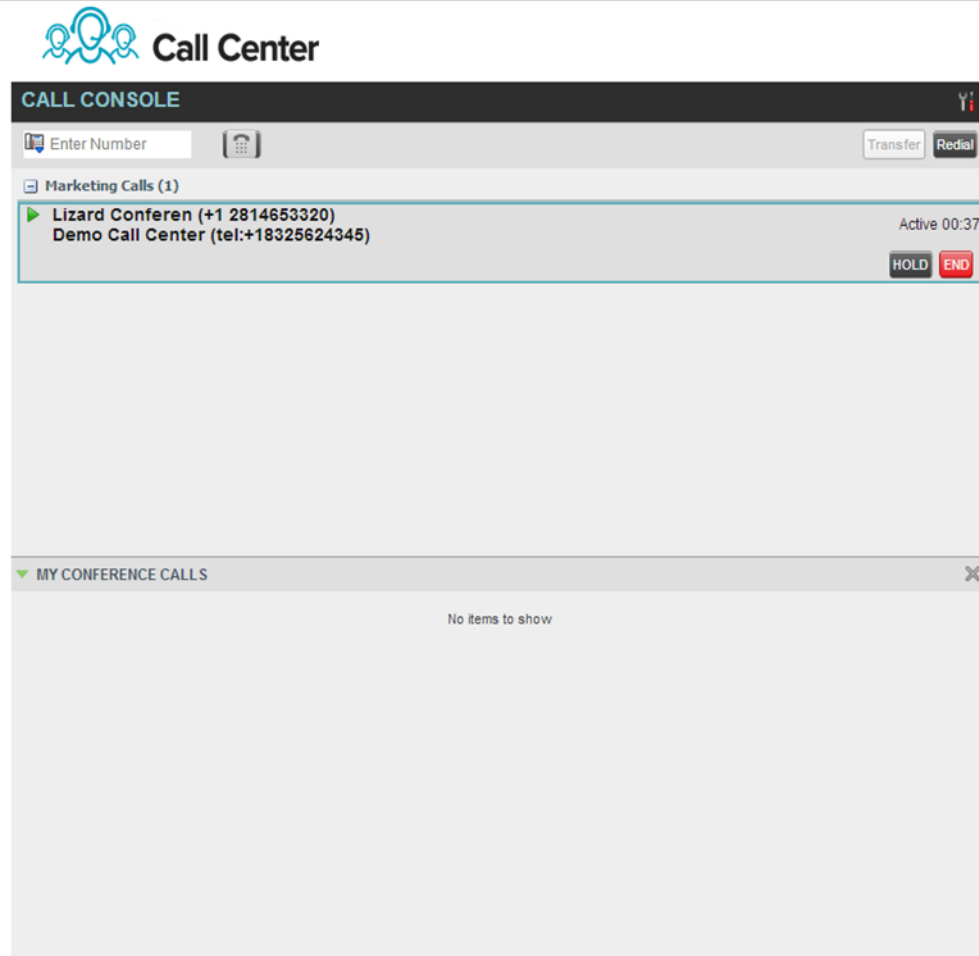 Call Center
CALL CONSOLE
Enter Number
Transfer
Redial
Marketing Calls (1)
Lizard Conferen (+1 2814653320)
Active 00:37
Demo Call Center (tel:+18325624345)
HOLD
END
MY CONFERENCE CALLS
No items to show